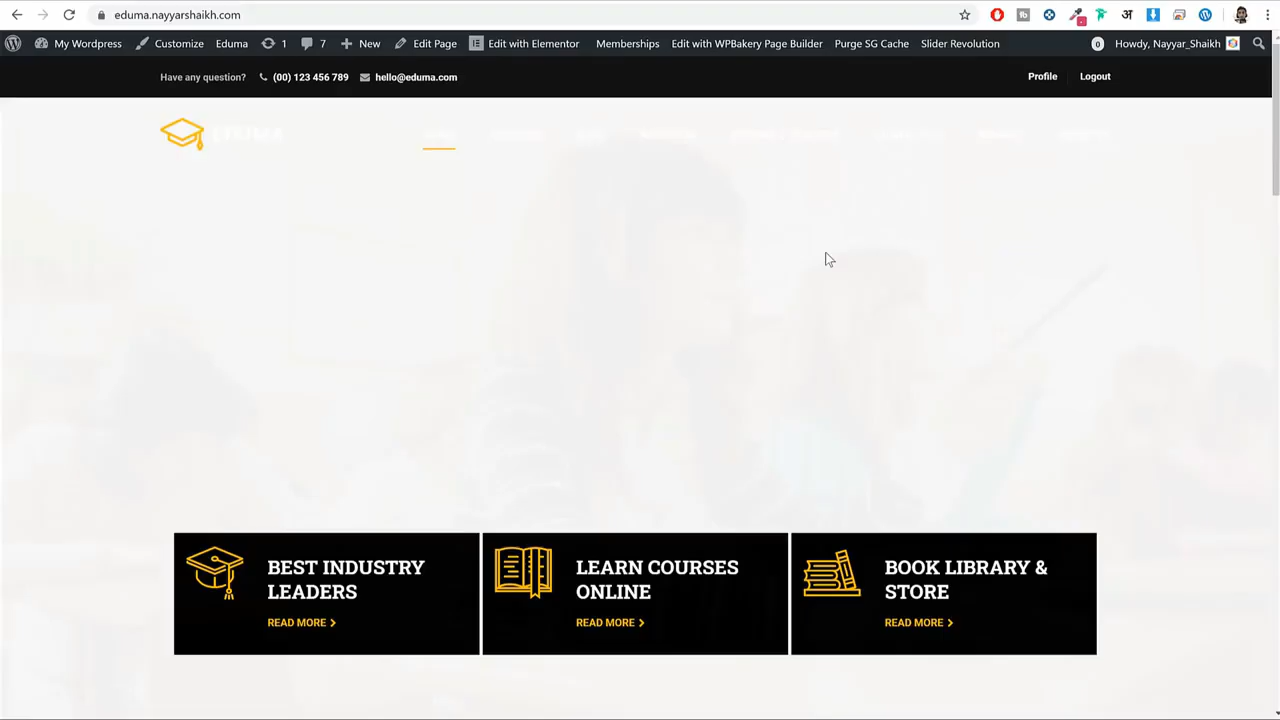 eduma.nayyarshaikh.com
My Wordpress Customize Eduma 1 7 New Edit Page Edit with Elementor Memberships Edit with WPBakery Page Builder Purge SG Cache Slider Revolution 0 Howdy, Nayyar_Shaikh
Have any question? (00) 123 456 789 hello@eduma.com Profile Logout
BEST INDUSTRY
LEADERS
READ MORE
LEARN COURSES
ONLINE
READ MORE
BOOK LIBRARY &
STORE
READ MORE